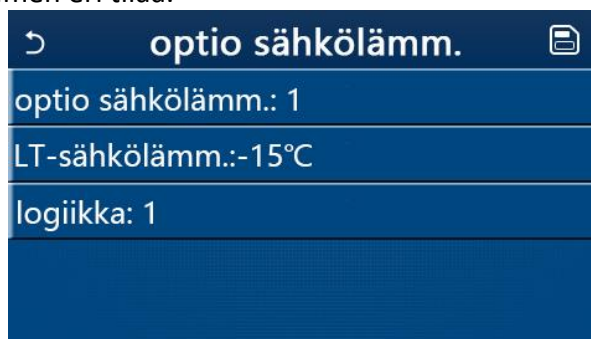 optio sähkölämm.
optio sähkölämm.: 1
LT-sähkölämm.:-15℃
logiikka: 1